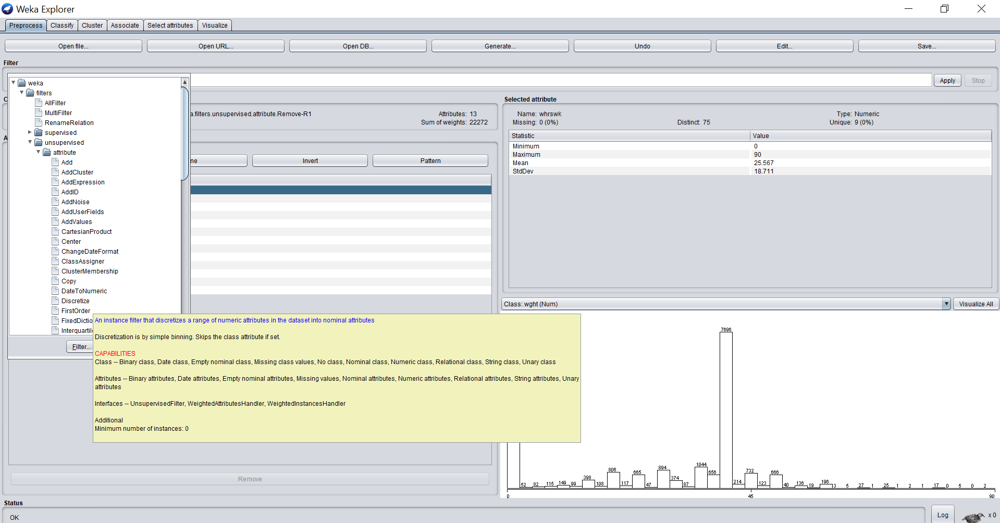 Weka Explorer
Preprocess Classify Cluster Associate Select attributes Visualize
Open file... Open URL... Open DB... Generate... Undo Edit... Save...
Filter
Apply Stop
weka
filters
AllFilter
MultiFilter
RenameRelation
supervised
unsupervised
attribute
Add
AddCluster
AddExpression
AddID
AddNoise
AddUserFields
AddValues
CartesianProduct
Center
ChangeDateFormat
ClassAssigner
ClusterMembership
Copy
DateToNumeric
Discretize
FirstOrder
FixedDictio
Interquartile
Filter...
C
a.filters.unsupervised.attribute.Remove-R1 Attributes: 13
Sum of weights: 22272
A
ne Invert Pattern
Remove
An instance filter that discretizes a range of numeric attributes in the dataset into nominal attributes
Discretization is by simple binning. Skips the class attribute if set.
CAPABILITIES
Class -- Binary class, Date class, Empty nominal class, Missing class values, No class, Nominal class, Numeric class, Relational class, String class, Unary class
Attributes -- Binary attributes, Date attributes, Empty nominal attributes, Missing values, Nominal attributes, Numeric attributes, Relational attributes, String attributes, Unary
attributes
Interfaces -- UnsupervisedFilter, WeightedAttributesHandler, WeightedInstancesHandler
Additional
Minimum number of instances: 0
Selected attribute
Name: whrswk Type: Numeric
Missing: 0 (0%) Distinct: 75 Unique: 9 (0%)
Statistic Value
Minimum 0
Maximum 90
Mean 25.567
StdDev 18.711
Class: wght (Num) Visualize All
52 82 115 149 99 398 108 806 117 665 47 894 374 87 1044 656 7696 214 732 123 666 40 136 19 196 3 5 27 1 25 1 2 1 17 0 5 0 2
0 45 90
Status
OK
Log x 0